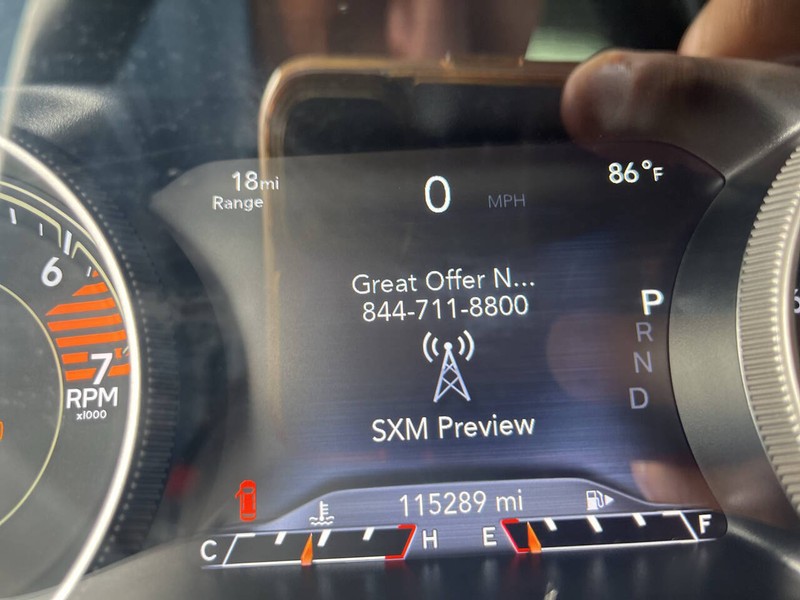 18mi
Range
0 MPH
86°F
6
7
RPM
x1000
Great Offer N...
844-711-8800
SXM Preview
P
R
N
D
115289 mi
C H E F